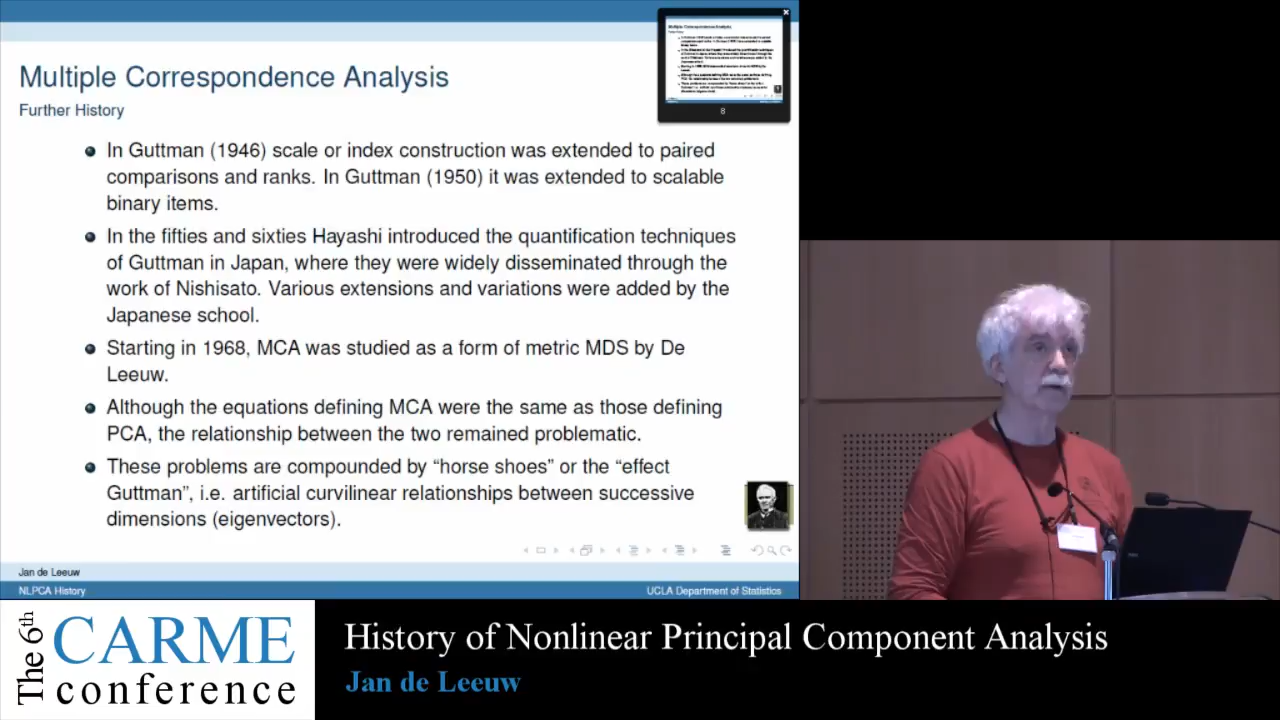 Multiple Correspondence Analysis
Further History
In Guttman (1946) scale or index construction was extended to paired
comparisons and ranks. In Guttman (1950) it was extended to scalable
binary items.
In the fifties and sixties Hayashi introduced the quantification techniques
of Guttman in Japan, where they were widely disseminated through the
work of Nishisato. Various extensions and variations were added by the
Japanese school.
Starting in 1968, MCA was studied as a form of metric MDS by De
Leeuw.
Although the equations defining MCA were the same as those defining
PCA, the relationship between the two remained problematic.
These problems are compounded by “horse shoes” or the “effect
Guttman”, i.e. artificial curvilinear relationships between successive
dimensions (eigenvectors).
8
Jan de Leeuw
NLPCA History
UCLA Department of Statistics
The 6th
CARME
conference
History of Nonlinear Principal Component Analysis
Jan de Leeuw